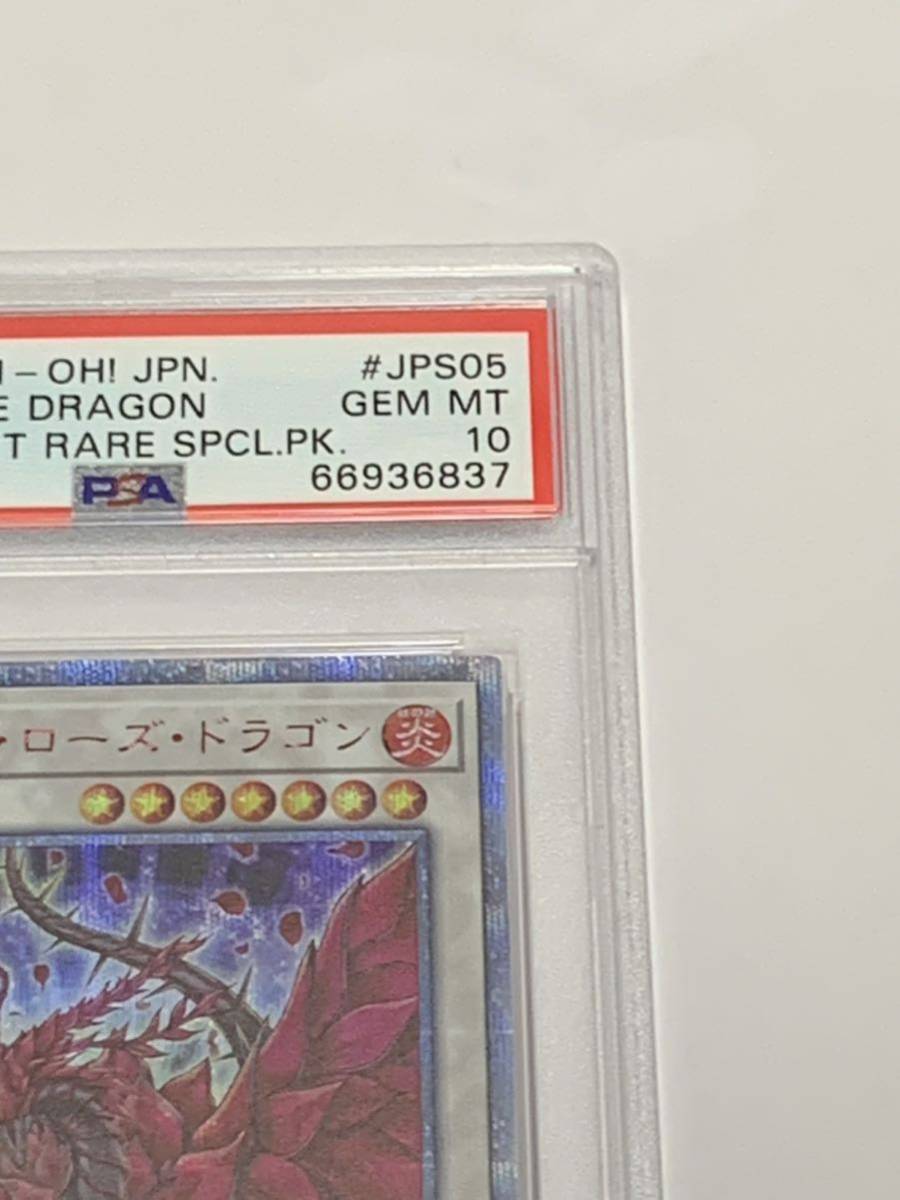 – OH! JPN. #JPS05
E DRAGON GEM MT
T RARE SPCL.PK. 10
PSA 66936837
ローズ・ドラゴン 炎